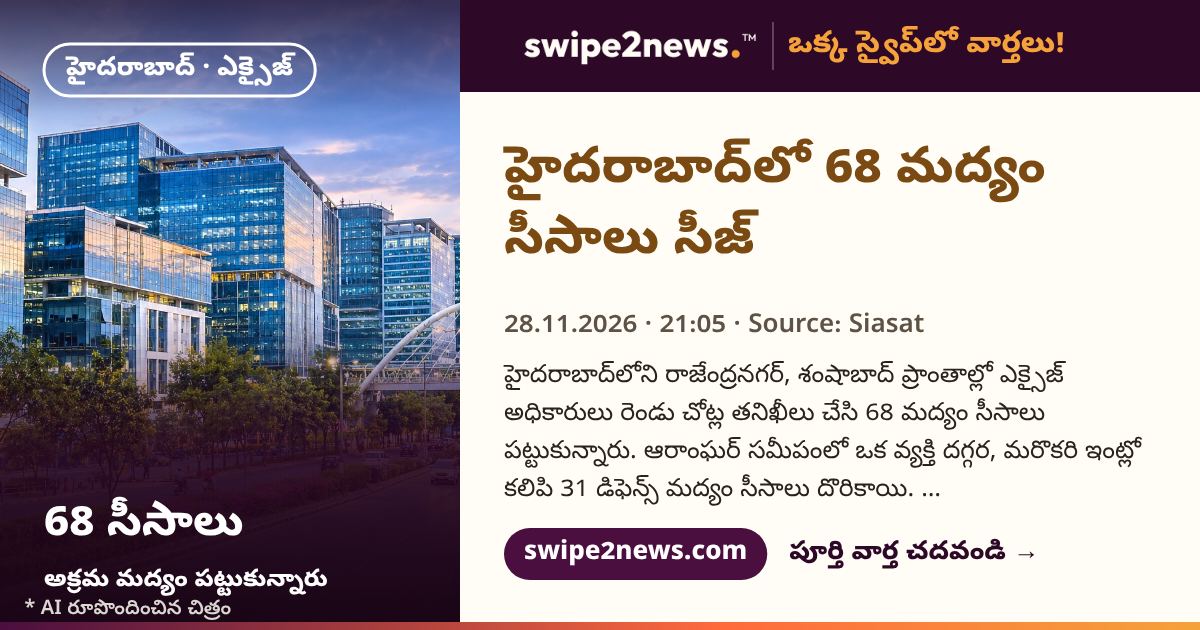 హైదరాబాద్ · ఎక్సైజ్
swipe2news.™
ఒక్క స్వైప్‌లో వార్తలు!
హైదరాబాద్‌లో 68 మద్యం
సీసాలు సీజ్
28.11.2026 · 21:05 · Source: Siasat
హైదరాబాద్‌లోని రాజేంద్రనగర్, శంషాబాద్ ప్రాంతాల్లో ఎక్సైజ్
అధికారులు రెండు చోట్ల తనిఖీలు చేసి 68 మద్యం సీసాలు
పట్టుకున్నారు. ఆరాంఘర్ సమీపంలో ఒక వ్యక్తి దగ్గర, మరొకరి ఇంట్లో
కలిపి 31 డిఫెన్స్ మద్యం సీసాలు దొరికాయి. ...
swipe2news.com
పూర్తి వార్త చదవండి →
68 సీసాలు
అక్రమ మద్యం పట్టుకున్నారు
* AI రూపొందించిన చిత్రం